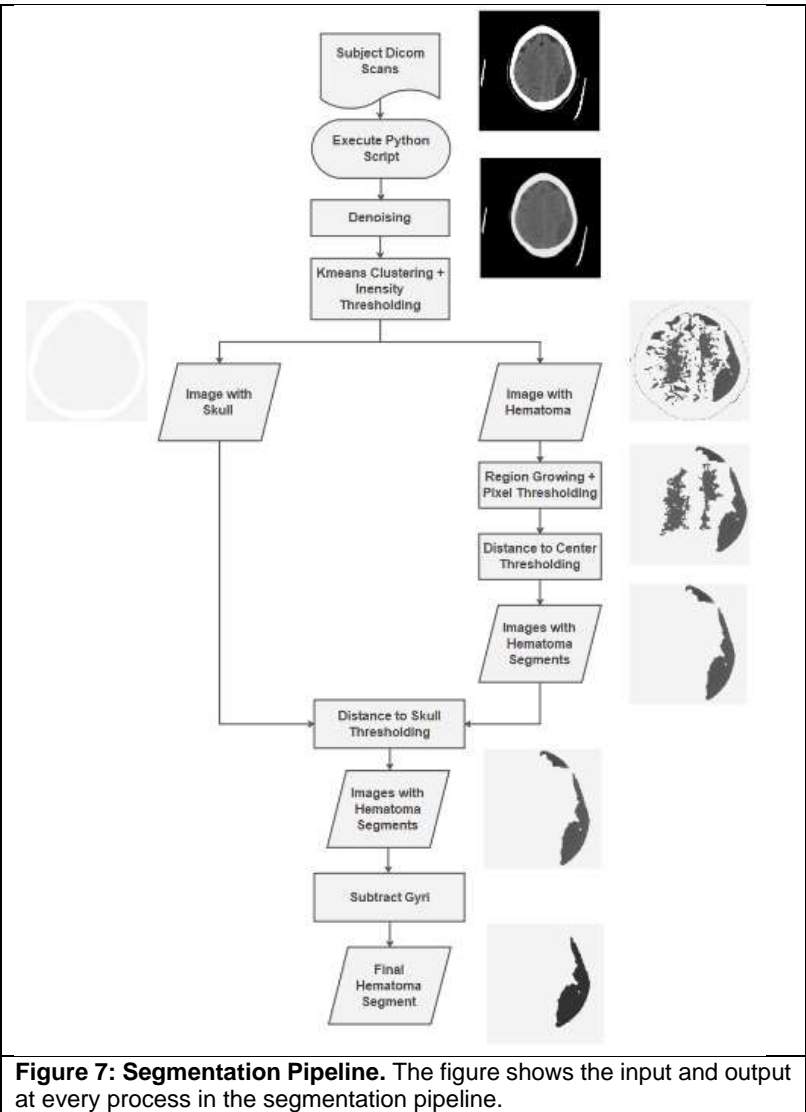 Subject Dicom
Scans
Execute Python
Script
Denoising
Kmeans Clustering +
Inensity
Thresholding
Image with
Skull
Image with
Hematoma
Region Growing +
Pixel Thresholding
Distance to Center
Thresholding
Images with
Hematoma
Segments
Distance to Skull
Thresholding
Images with
Hematoma
Segments
Subtract Gyri
Final
Hematoma
Segment
Figure 7: Segmentation Pipeline. The figure shows the input and output
at every process in the segmentation pipeline.